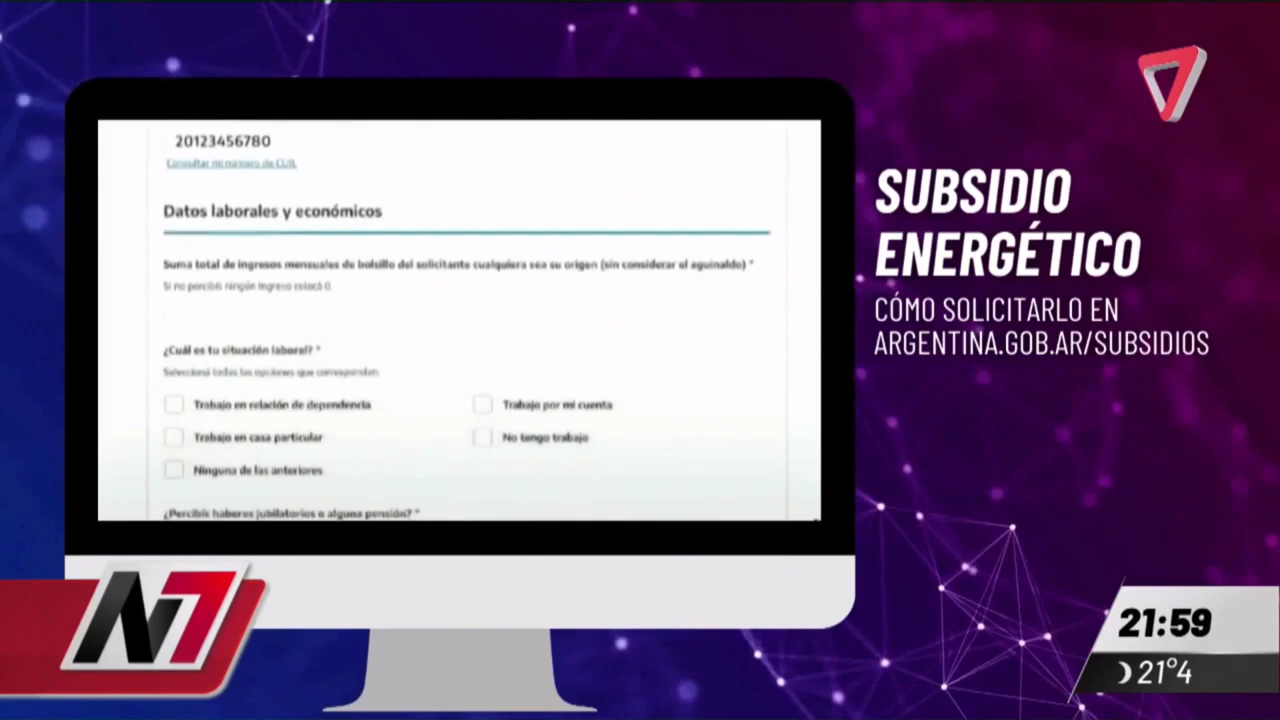 20123456780
Consultar mi número de CUIL
Datos laborales y económicos
Suma total de ingresos mensuales de bolsillo del solicitante cualquiera sea su origen (sin considerar el aguinaldo) *
Si no percibís ningún ingreso colocá 0
¿Cuál es tu situación laboral? *
Seleccioná todas las opciones que correspondan.
Trabajo en relación de dependencia
Trabajo por mi cuenta
Trabajo en casa particular
No tengo trabajo
Ninguna de las anteriores
¿Percibís haberes jubilatorios o alguna pensión? *
SUBSIDIO
ENERGÉTICO
CÓMO SOLICITARLO EN
ARGENTINA.GOB.AR/SUBSIDIOS
N7
21:59
21°4